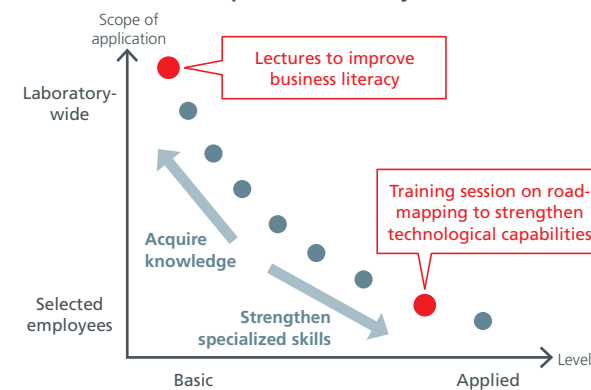 Scope of
application
Lectures to improve
business literacy
Laboratory-
wide
Training session on road-
mapping to strengthen
technological capabilities
Acquire
knowledge
Strengthen
specialized skills
Selected
employees
Level
Basic
Applied